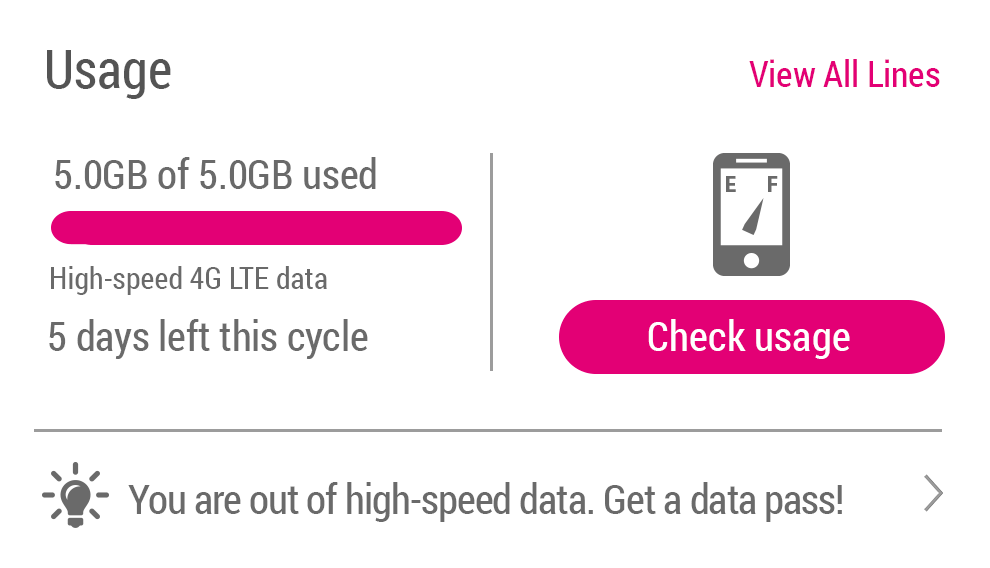 Usage
View All Lines
5.0GB of 5.0GB used
High-speed 4G LTE data
5 days left this cycle
E F
Check usage
You are out of high-speed data. Get a data pass!